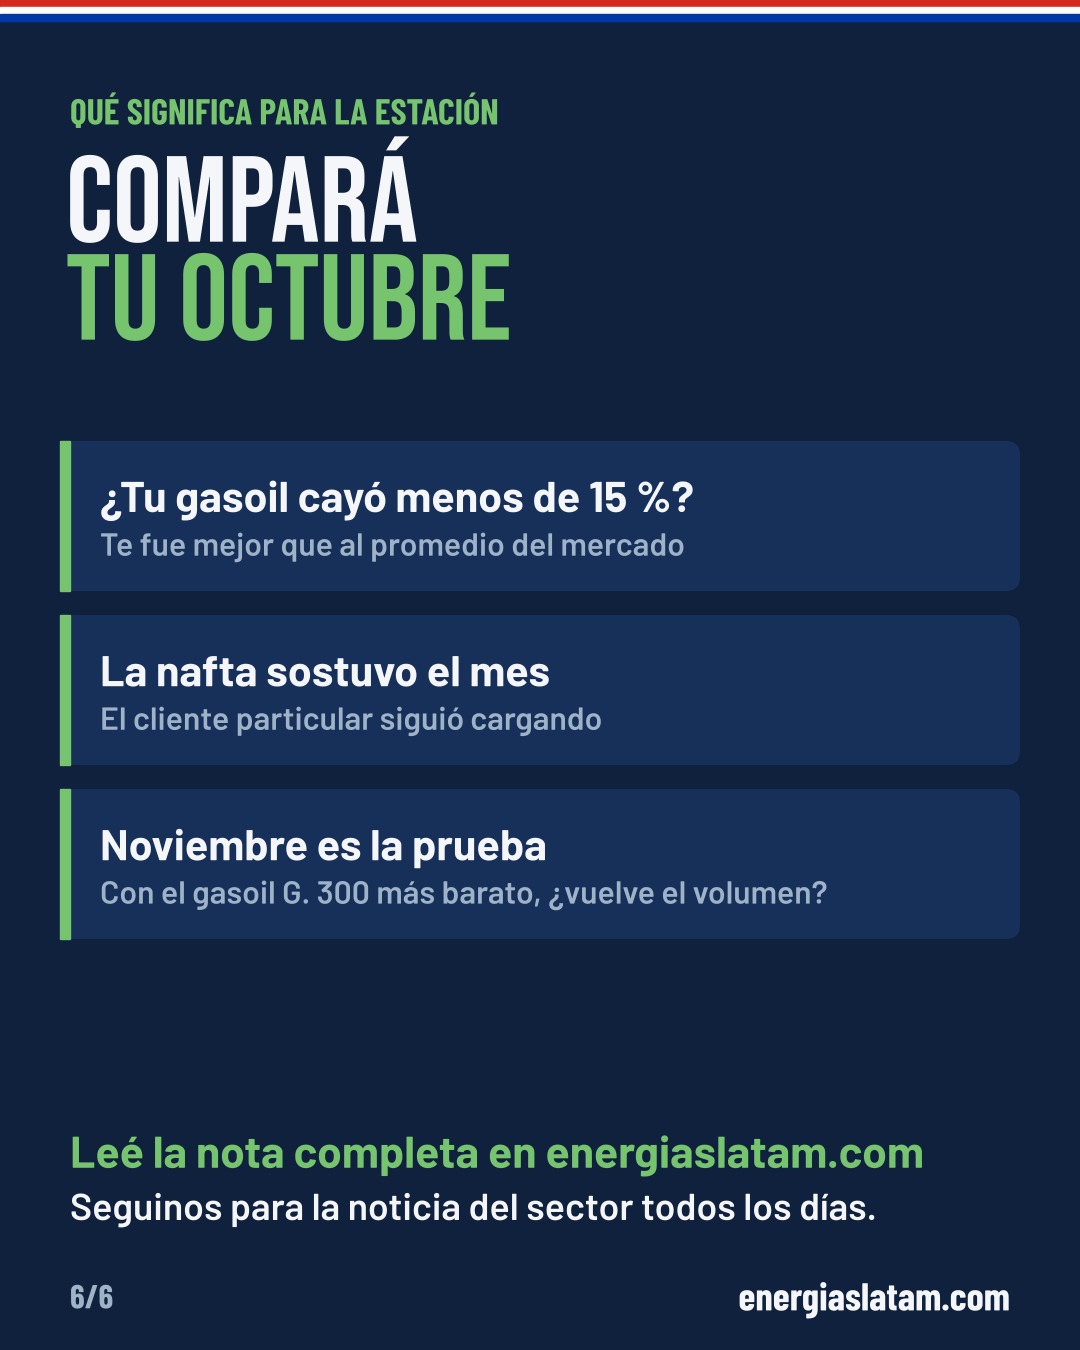 QUÉ SIGNIFICA PARA LA ESTACIÓN
COMPARÁ
TU OCTUBRE
¿Tu gasoil cayó menos de 15 %?
Te fue mejor que al promedio del mercado
La nafta sostuvo el mes
El cliente particular siguió cargando
Noviembre es la prueba
Con el gasoil G. 300 más barato, ¿vuelve el volumen?
Leé la nota completa en energiaslatam.com
Seguinos para la noticia del sector todos los días.
6/6
energiaslatam.com